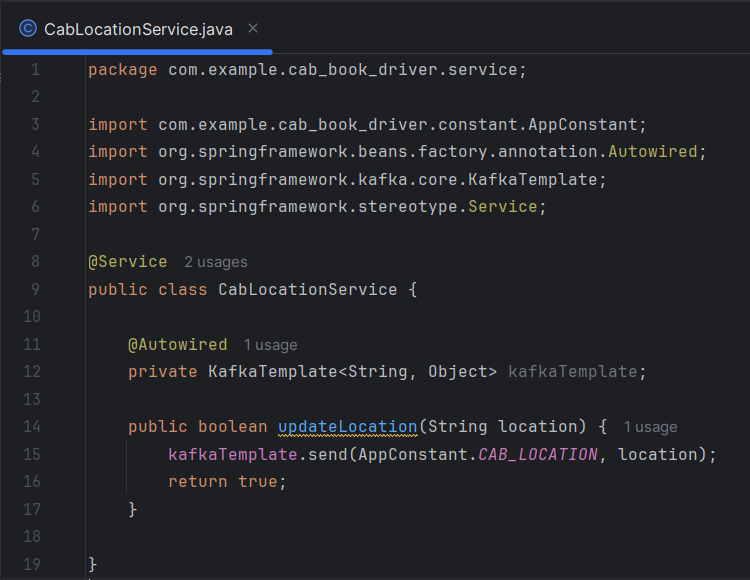 C CabLocationService.java ×
1 package com.example.cab_book_driver.service;
2
3 import com.example.cab_book_driver.constant.AppConstant;
4 import org.springframework.beans.factory.annotation.Autowired;
5 import org.springframework.kafka.core.KafkaTemplate;
6 import org.springframework.stereotype.Service;
7
8 @Service 2 usages
9 public class CabLocationService {
10
11     @Autowired 1 usage
12     private KafkaTemplate<String, Object> kafkaTemplate;
13
14     public boolean updateLocation(String location) { 1 usage
15         kafkaTemplate.send(AppConstant.CAB_LOCATION, location);
16         return true;
17     }
18
19 }